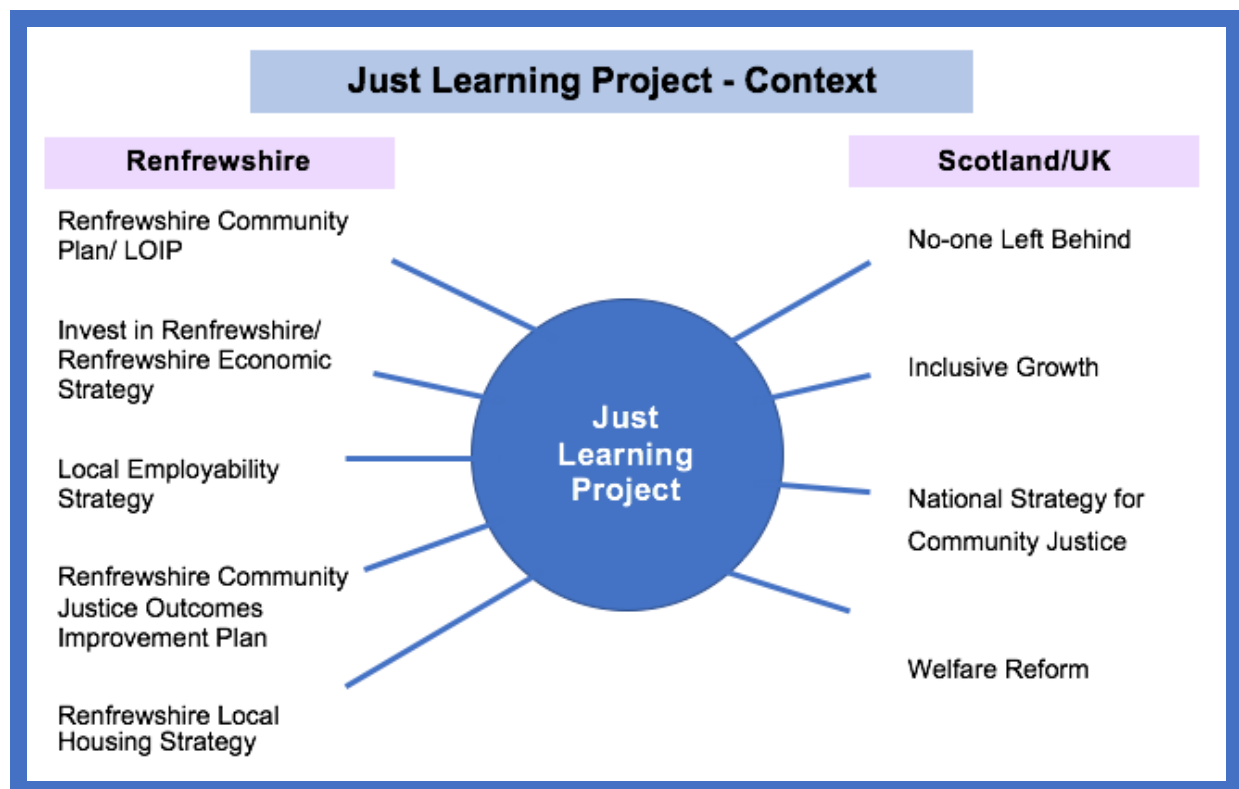 Just Learning Project - Context
Renfrewshire
Renfrewshire Community
Plan/ LOIP
Invest in Renfrewshire/
Renfrewshire Economic
Strategy
Local Employability
Strategy
Renfrewshire Community
Justice Outcomes
Improvement Plan
Renfrewshire Local
Housing Strategy
Just
Learning
Project
Scotland/UK
No-one Left Behind
Inclusive Growth
National Strategy for
Community Justice
Welfare Reform